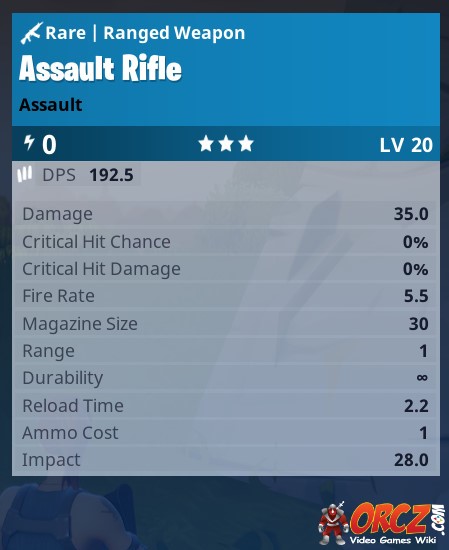 Rare | Ranged Weapon
Assault Rifle
Assault
0 ★★★ LV 20
DPS 192.5
Damage 35.0
Critical Hit Chance 0%
Critical Hit Damage 0%
Fire Rate 5.5
Magazine Size 30
Range 1
Durability ∞
Reload Time 2.2
Ammo Cost 1
Impact 28.0
ORCZ.COM
Video Games Wiki